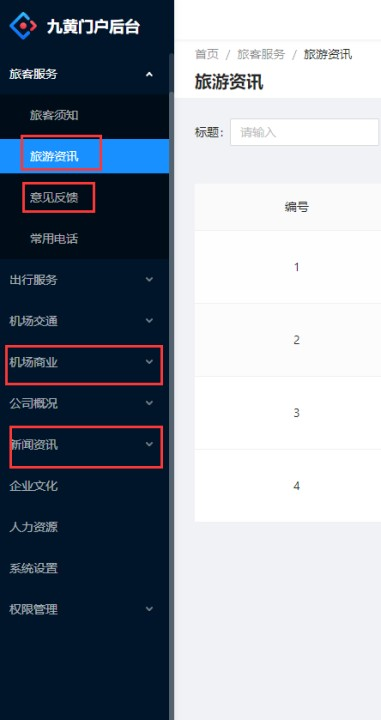 九黄门户后台
旅客服务
旅客须知
旅游资讯
意见反馈
常用电话
出行服务
机场交通
机场商业
公司概况
新闻资讯
企业文化
人力资源
系统设置
权限管理
首页 / 旅客服务 / 旅游资讯
旅游资讯
标题： 请输入
编号
1
2
3
4